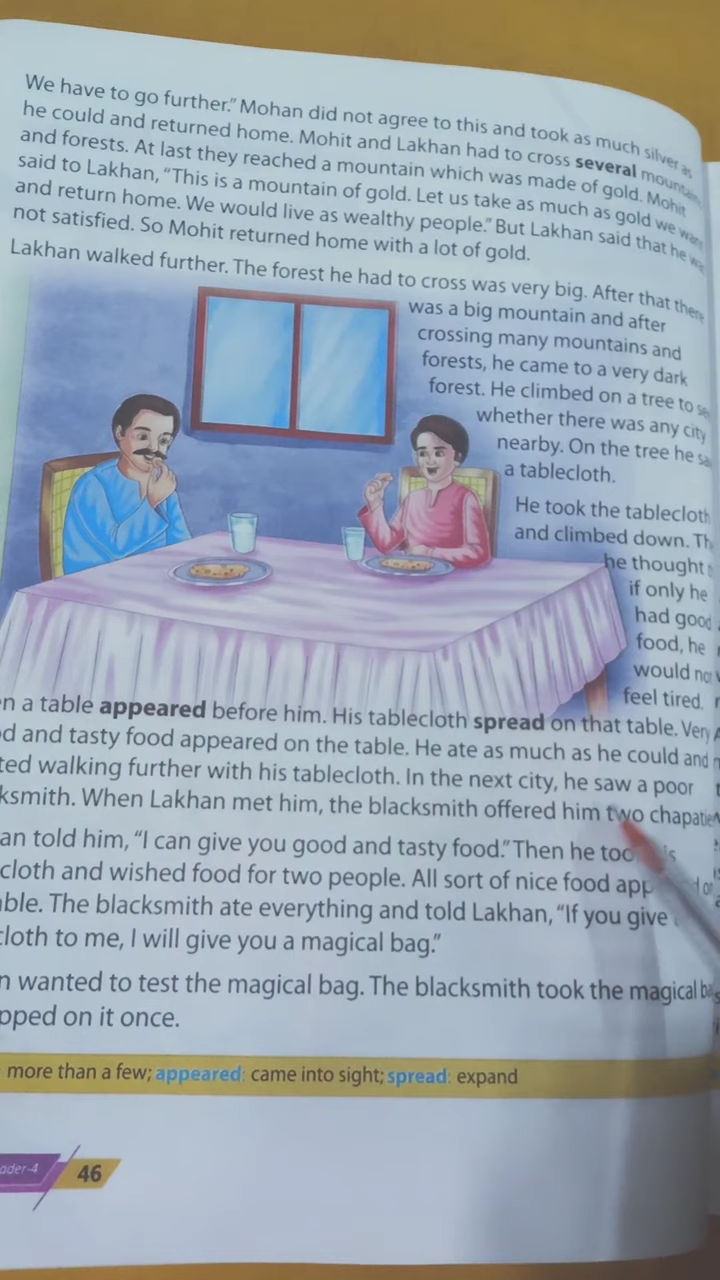 We have to go further." Mohan did not agree to this and took as much silver as
he could and returned home. Mohit and Lakhan had to cross several mountain
and forests. At last they reached a mountain which was made of gold. Mohit
said to Lakhan, "This is a mountain of gold. Let us take as much as gold we want
and return home. We would live as wealthy people." But Lakhan said that he wa
not satisfied. So Mohit returned home with a lot of gold.
Lakhan walked further. The forest he had to cross was very big. After that there
was a big mountain and after
crossing many mountains and
forests, he came to a very dark
forest. He climbed on a tree to se
whether there was any city
nearby. On the tree he sa
a tablecloth.
He took the tablecloth
and climbed down. Th
he thought
if only he
had good
food, he
would not
feel tired.
en a table appeared before him. His tablecloth spread on that table. Very
d and tasty food appeared on the table. He ate as much as he could and
ted walking further with his tablecloth. In the next city, he saw a poor
ksmith. When Lakhan met him, the blacksmith offered him two chapatie
an told him, "I can give you good and tasty food." Then he too
cloth and wished food for two people. All sort of nice food app
able. The blacksmith ate everything and told Lakhan, "If you give
cloth to me, I will give you a magical bag."
n wanted to test the magical bag. The blacksmith took the magical ba
pped on it once.
more than a few; appeared: came into sight; spread: expand
ader-4
46